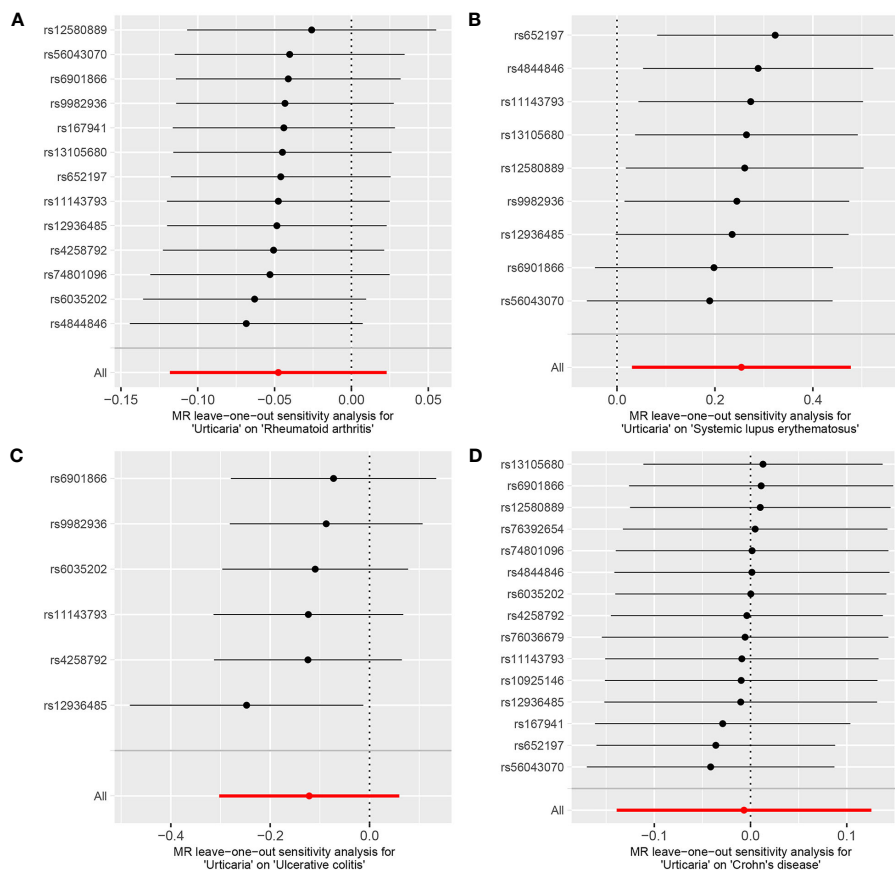 A
rs12580889
rs56043070
rs6901866
rs9982936
rs167941
rs13105680
rs652197
rs11143793
rs12936485
rs4258792
rs74801096
rs6035202
rs4844846
All
−0.15 −0.10 −0.05 0.00 0.05
MR leave−one−out sensitivity analysis for
'Urticaria' on 'Rheumatoid arthritis'
B
rs652197
rs4844846
rs11143793
rs13105680
rs12580889
rs9982936
rs12936485
rs6901866
rs56043070
All
0.0 0.2 0.4
MR leave−one−out sensitivity analysis for
'Urticaria' on 'Systemic lupus erythematosus'
C
rs6901866
rs9982936
rs6035202
rs11143793
rs4258792
rs12936485
All
−0.4 −0.2 0.0
MR leave−one−out sensitivity analysis for
'Urticaria' on 'Ulcerative colitis'
D
rs13105680
rs6901866
rs12580889
rs76392654
rs74801096
rs4844846
rs6035202
rs4258792
rs76036679
rs11143793
rs10925146
rs12936485
rs167941
rs652197
rs56043070
All
−0.1 0.0 0.1
MR leave−one−out sensitivity analysis for
'Urticaria' on 'Crohn's disease'